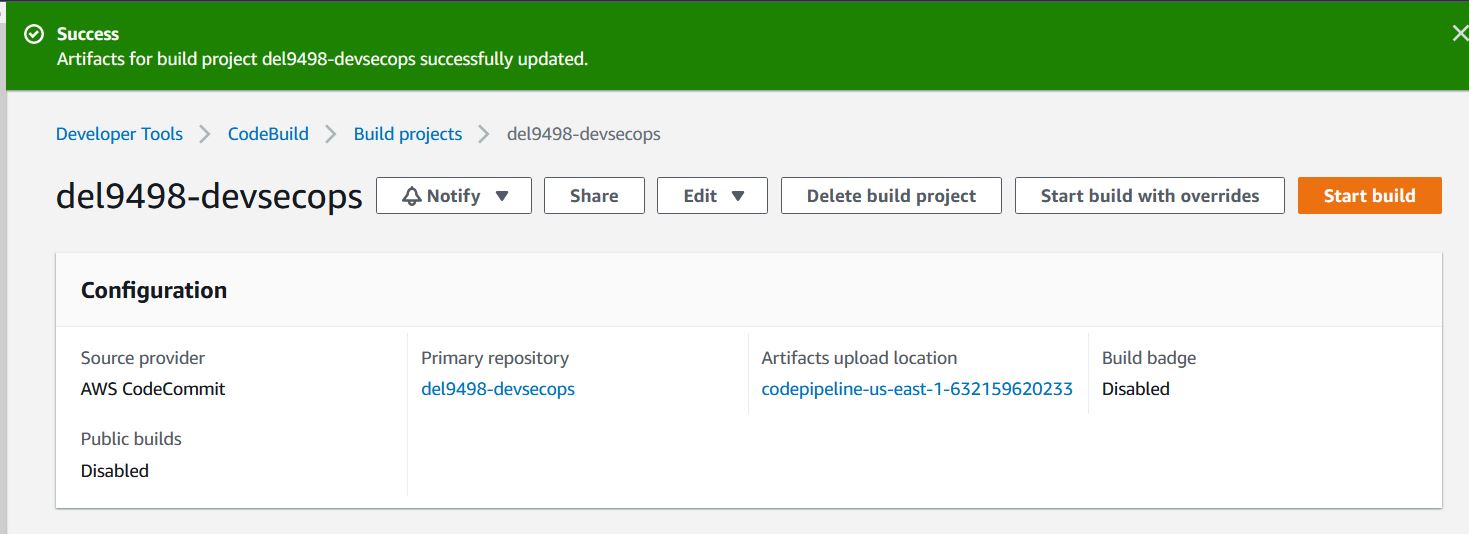 Success
Artifacts for build project del9498-devsecops successfully updated.
Developer Tools > CodeBuild > Build projects > del9498-devsecops
del9498-devsecops Notify Edit Share Delete build project Start build with overrides Start build
Configuration
Source provider Primary repository Artifacts upload location Build badge
AWS CodeCommit del9498-devsecops codepipeline-us-east-1-632159620233 Disabled
Public builds
Disabled